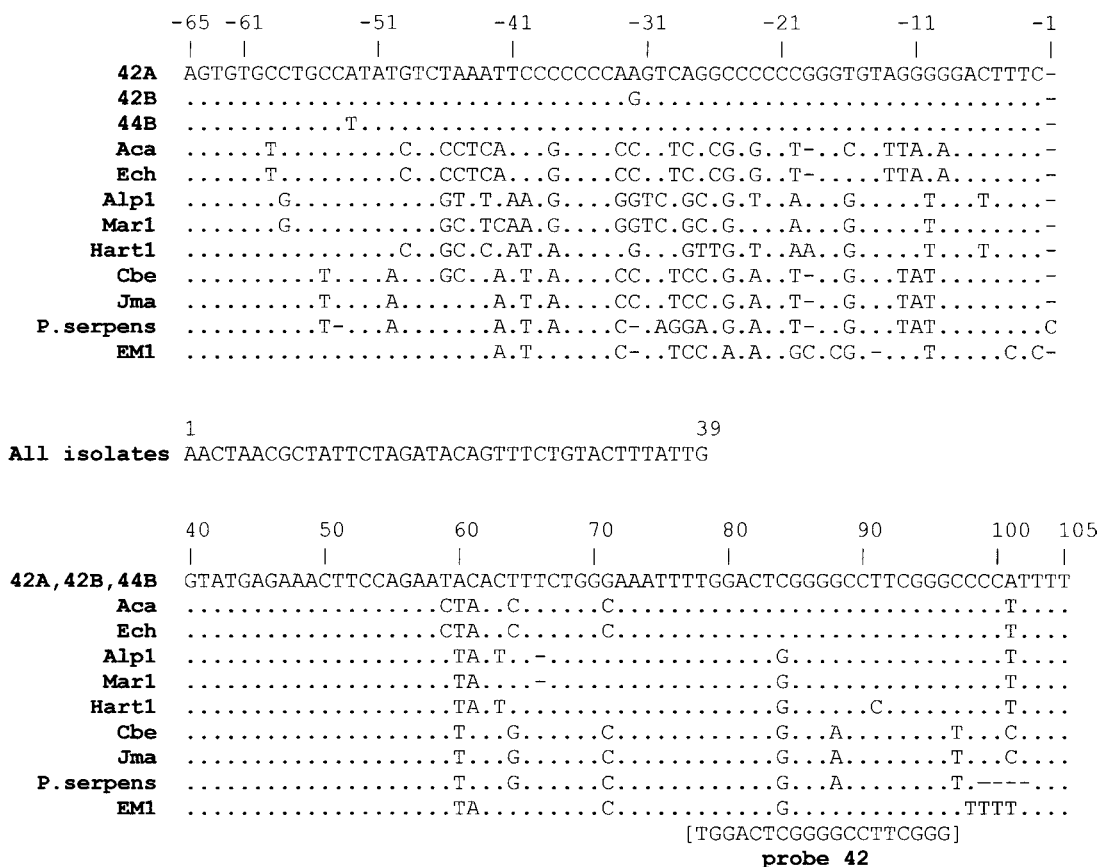 -65 -61 -51 -41 -31 -21 -11 -1
42A AGTGTGCCTGCCATATGTCTAAATTCCCCCCCAAGTCAGGCCCCCCGGGTGTAGGGGGACTTTC-
42B .................................G..............................-
44B ............T....................................................-
Aca ......T.........C..CCTCA...G....CC..TC.CG.G..T-..C..TTA.A.......-
Ech ......T.........C..CCTCA...G....CC..TC.CG.G..T-.....TTA.A.......-
Alp1 .......G...........GT.T.AA.G....GGTC.GC.G.T..A...G.....T...T....-
Mar1 .......G...........GC.TCAA.G....GGTC.GC.G....A...G.....T........-
Hart1 ................C..GC.C.AT.A.....G...GTTG.T..AA..G.....T...T....-
Cbe ..........T....A...GC..A.T.A....CC..TCC.G.A..T-..G...TAT........-
Jma ..........T....A.......A.T.A....CC..TCC.G.A..T-..G...TAT........-
P.serpens ..........T-...A.......A.T.A....C-.AGGA.G.A..T-..G...TAT........C
EM1 .......................A.T......C-..TCC.A.A...GC.CG.-...T.....C.C-
1 39
All isolates AACTAACGCTATTCTAGATACAGTTTCTGTACTTTATTG
40 50 60 71 80 90 100 105
42A,42B,44B GTATGAGAAACTTCCAGAATACACTTTCTGGGAAATTTTGGACTCGGGGCCTTCGGGCCCCATTTT
Aca ...................CTA..C......C.............................T....
Ech ...................CTA..C......C.............................T....
Alp1 ....................TA.T..-.................G................T....
Mar1 ....................TA....-.................G................T....
Hart1 ....................TA.T....................G......C.........T....
Cbe ....................T...G......C............G...A........T...C....
Jma ....................T...G......C............G...A........T...C....
P.serpens ....................T...G......C............G...A........T.----...
EM1 ....................TA.........C............G.............TTTT....
[TGGACTCGGGGCCTTCGGG]
probe 42